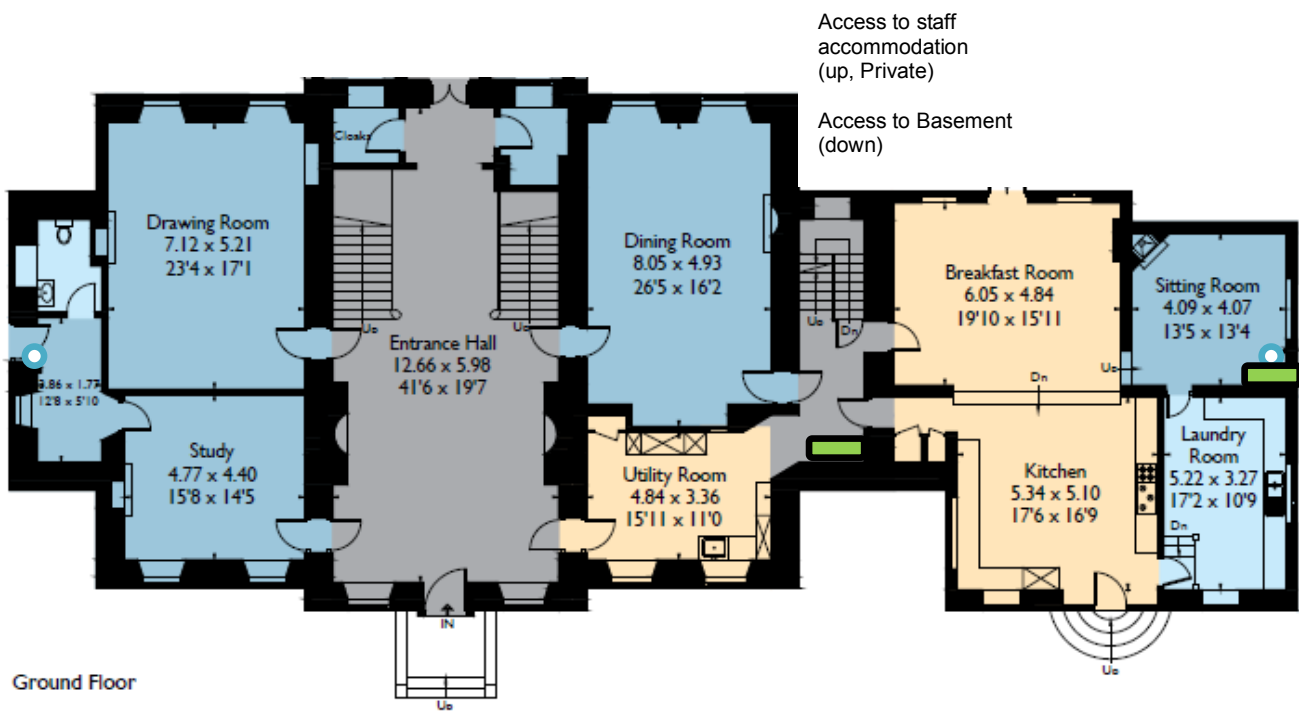 Access to staff
accommodation
(up, Private)
Access to Basement
(down)
Cloaks
Drawing Room
7.12 x 5.21
23'4 x 17'1
Up
Up
Entrance Hall
12.66 x 5.98
41'6 x 19'7
Dining Room
8.05 x 4.93
26'5 x 16'2
Up
Dn
Breakfast Room
6.05 x 4.84
19'10 x 15'11
Sitting Room
4.09 x 4.07
13'5 x 13'4
Up
Dn
3.86 x 1.77
12'8 x 5'10
Study
4.77 x 4.40
15'8 x 14'5
Utility Room
4.84 x 3.36
15'11 x 11'0
Kitchen
5.34 x 5.10
17'6 x 16'9
Laundry
Room
5.22 x 3.27
17'2 x 10'9
Dn
IN
Up
Up
Ground Floor